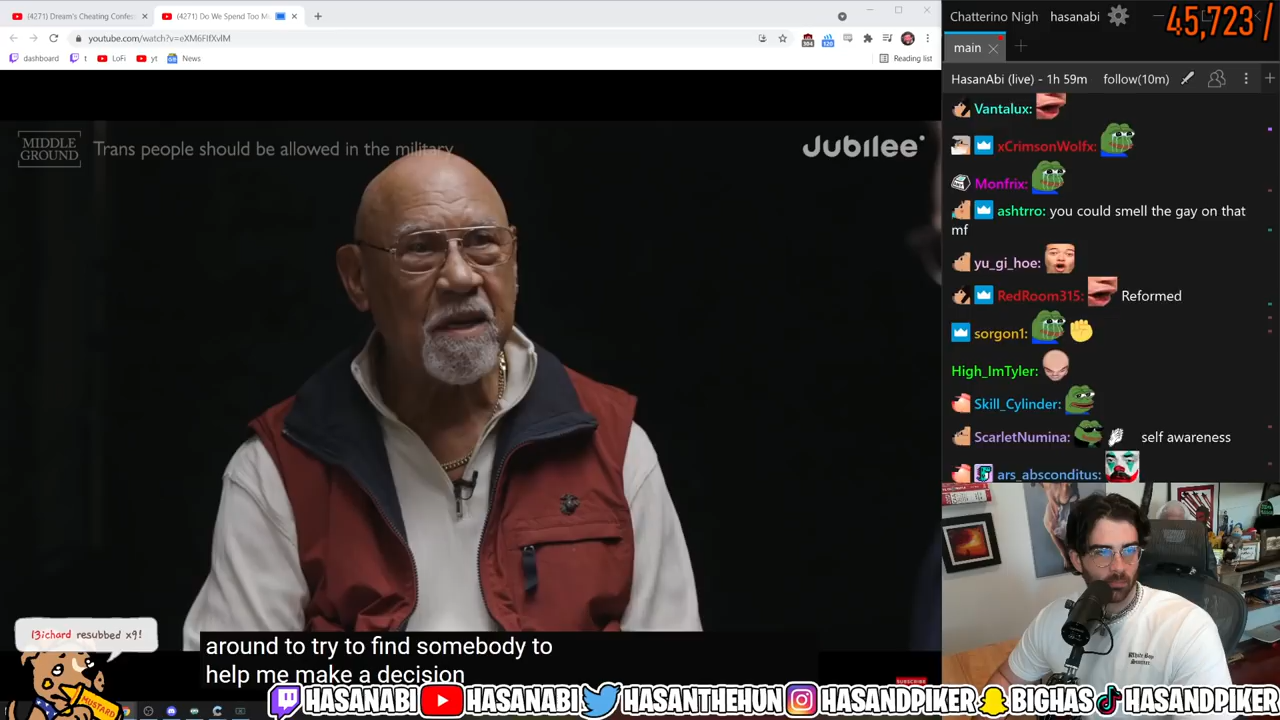 (4271) Dream's Cheating Confes
(4271) Do We Spend Too M
youtube.com/watch?v=eXM6FIfXvlM
dashboard
t
LoFi
yt
News
Reading list
MIDDLE
GROUND
Trans people should be allowed in the military
Jubilee
around to try to find somebody to
help me make a decision
13ichard resubbed x9!
MUSTARD
SUBSCRIBE
Chatterino Nigh
hasanabi
45,723 /
main
HasanAbi (live) - 1h 59m
follow(10m)
Vantalux:
xCrimsonWolfx:
Monfrix:
ashtrro: you could smell the gay on that
mf
yu_gi_hoe:
RedRoom315: Reformed
sorgon1:
High_ImTyler:
Skill_Cylinder:
ScarletNumina: self awareness
ars_absconditus:
HASANABI HASANABI HASANTHEHUN HASANDPIKER BIGHAS HASANDPIKER